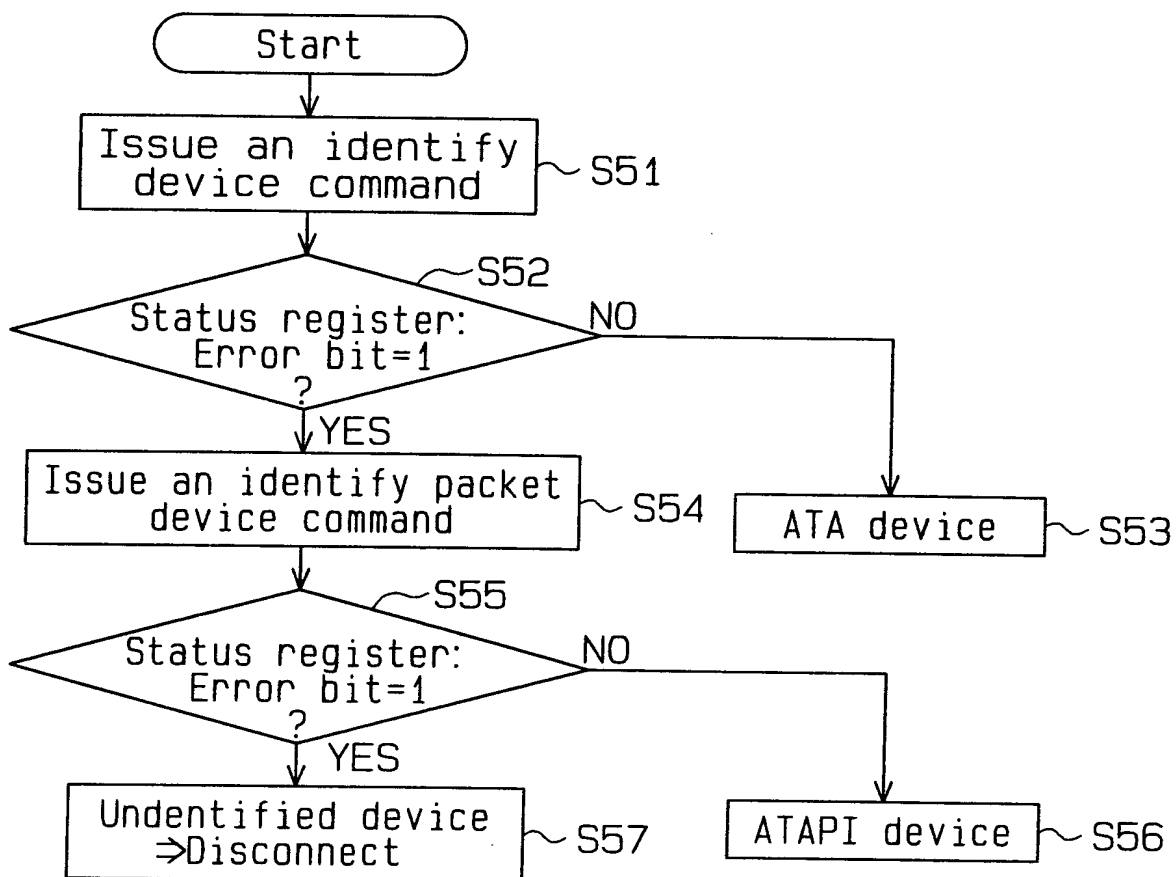 Start
Issue an identify
device command
S51
S52
Status register:
Error bit=1
?
NO
YES
Issue an identify packet
device command
S54
ATA device
S53
S55
Status register:
Error bit=1
?
NO
YES
Undentified device
⇒Disconnect
S57
ATAPI device
S56